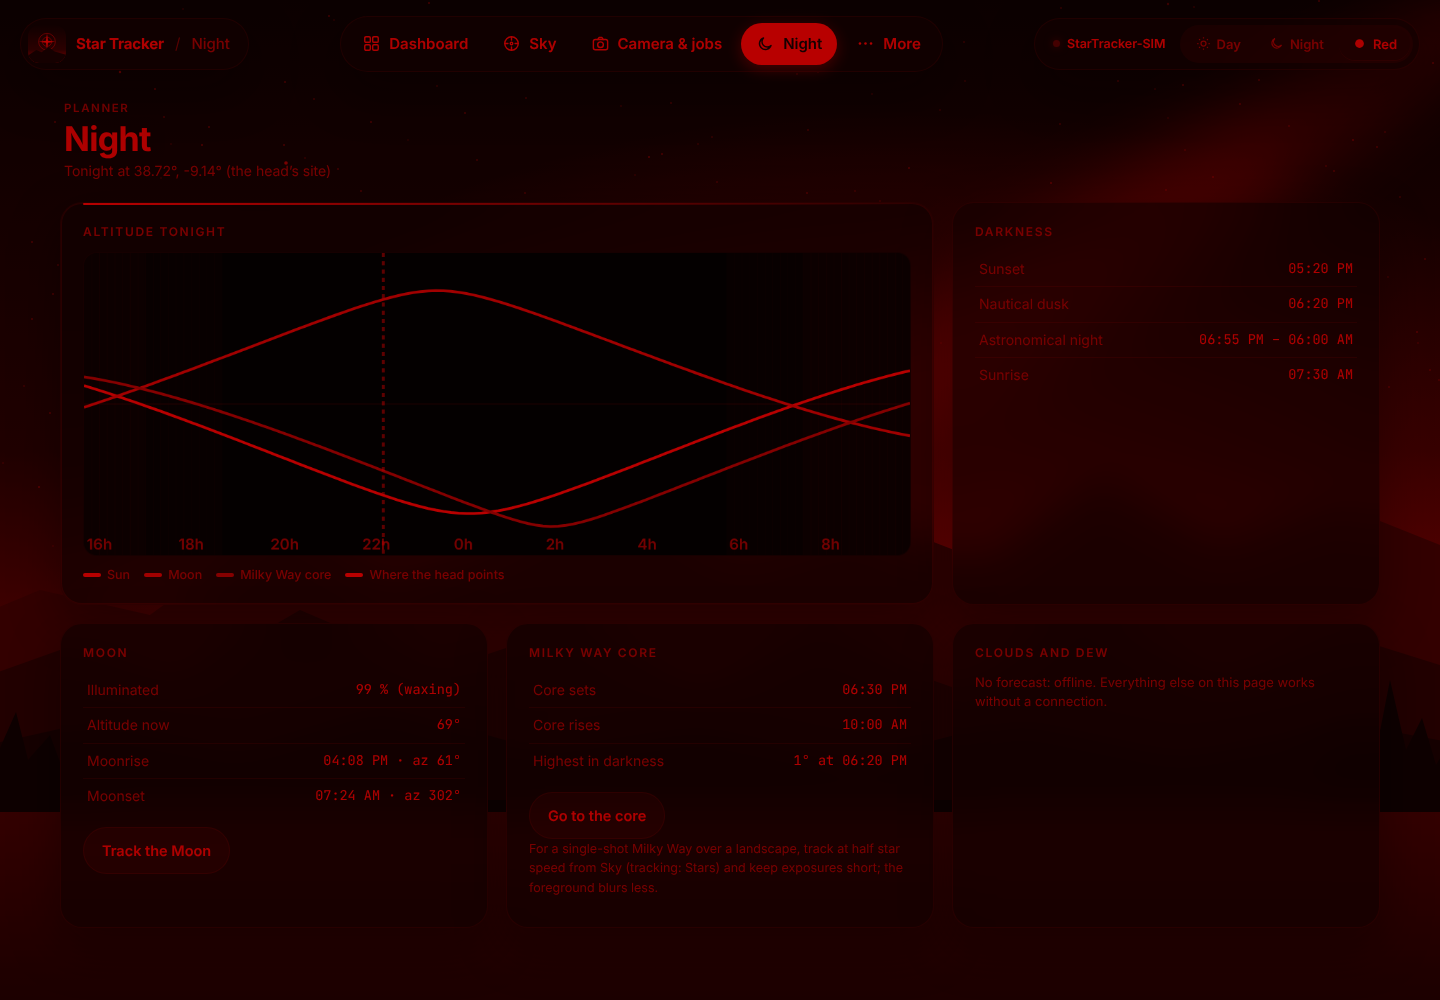 Star Tracker / Night
Dashboard
Sky
Camera & jobs
Night
More
StarTracker-SIM
Day
Night
Red
PLANNER
Night
Tonight at 38.72°, -9.14° (the head's site)
ALTITUDE TONIGHT
16h 18h 20h 22h 0h 2h 4h 6h 8h
Sun Moon Milky Way core Where the head points
DARKNESS
Sunset 05:20 PM
Nautical dusk 06:20 PM
Astronomical night 06:55 PM – 06:00 AM
Sunrise 07:30 AM
MOON
Illuminated 99 % (waxing)
Altitude now 69°
Moonrise 04:08 PM · az 61°
Moonset 07:24 AM · az 302°
Track the Moon
MILKY WAY CORE
Core sets 06:30 PM
Core rises 10:00 AM
Highest in darkness 1° at 06:20 PM
Go to the core
For a single-shot Milky Way over a landscape, track at half star
speed from Sky (tracking: Stars) and keep exposures short; the
foreground blurs less.
CLOUDS AND DEW
No forecast: offline. Everything else on this page works
without a connection.